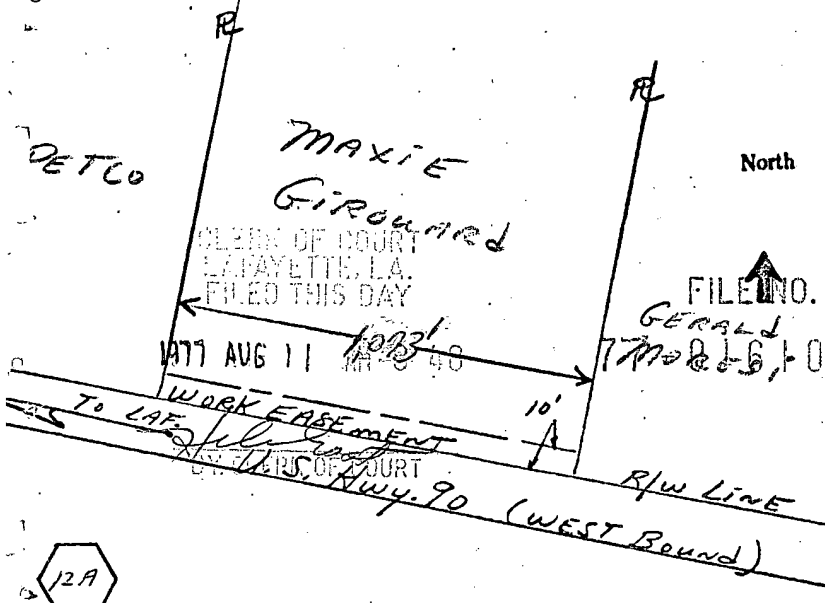 PL
PL
DETCO
MAXIE
GIROUARD
North
CLERK OF COURT
LAFAYETTE, LA.
FILED THIS DAY
FILE NO.
GERALD
1977 AUG 11
WORK EASEMENT
10'
TO LAF.
BY CLERK OF COURT
U.S. HWY. 90 (WEST BOUND)
R/W LINE
12A